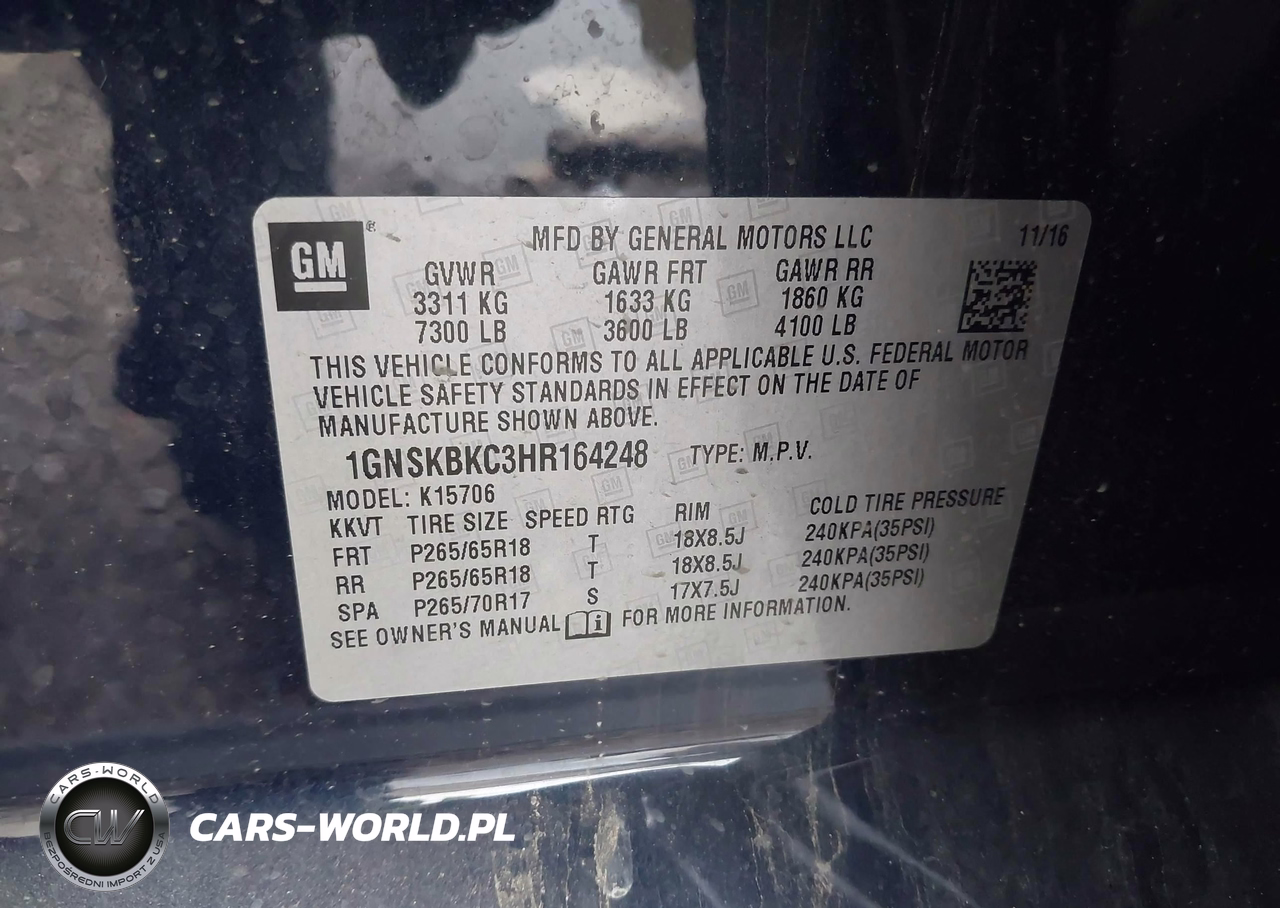 GM
MFD BY GENERAL MOTORS LLC 11/16
GVWR GAWR FRT GAWR RR
3311 KG 1633 KG 1860 KG
7300 LB 3600 LB 4100 LB
THIS VEHICLE CONFORMS TO ALL APPLICABLE U.S. FEDERAL MOTOR
VEHICLE SAFETY STANDARDS IN EFFECT ON THE DATE OF
MANUFACTURE SHOWN ABOVE.
1GNSKBKC3HR164248 TYPE: M.P.V.
MODEL: K15706
KKVT TIRE SIZE SPEED RTG RIM COLD TIRE PRESSURE
FRT P265/65R18 T 18X8.5J 240KPA(35PSI)
RR P265/65R18 T 18X8.5J 240KPA(35PSI)
SPA P265/70R17 S 17X7.5J 240KPA(35PSI)
SEE OWNER'S MANUAL FOR MORE INFORMATION.
CARS-WORLD
CW
BEZPOŚREDNI IMPORT Z USA
CARS-WORLD.PL